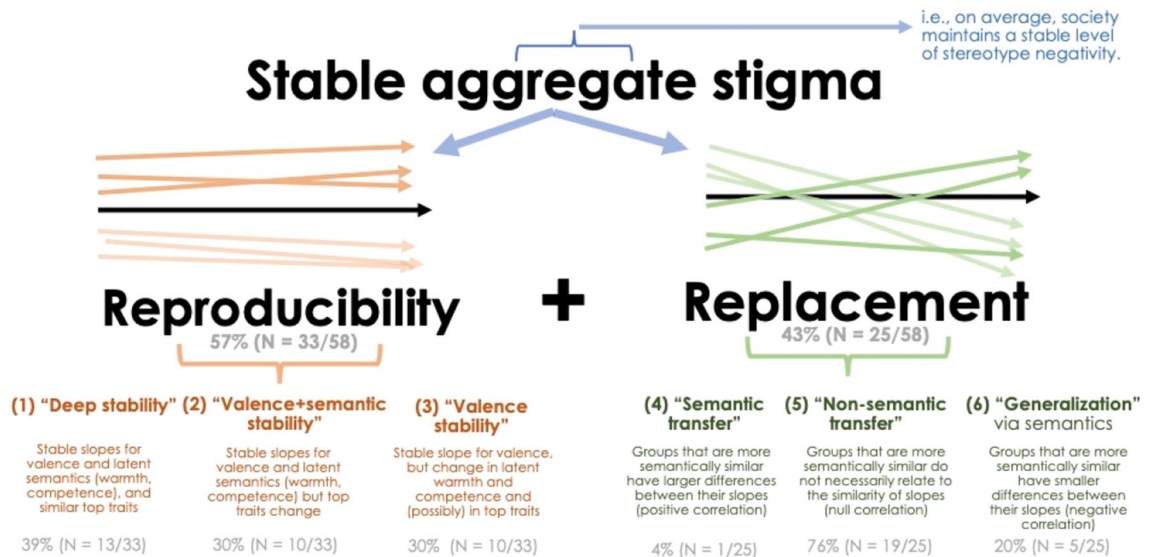 i.e., on average, society
maintains a stable level
of stereotype negativity.
Stable aggregate stigma
Reproducibility
57% (N = 33/58)
+
Replacement
43% (N = 25/58)
(1) “Deep stability”
Stable slopes for
valence and latent
semantics (warmth,
competence), and
similar top traits
39% (N = 13/33)
(2) “Valence+semantic
stability”
Stable slopes for
valence and latent
semantics (warmth,
competence) but top
traits change
30% (N = 10/33)
(3) “Valence
stability”
Stable slope for valence,
but change in latent
warmth and
competence and
(possibly) in top traits
30% (N = 10/33)
(4) “Semantic
transfer”
Groups that are more
semantically similar
have larger differences
between their slopes
(positive correlation)
4% (N = 1/25)
(5) “Non-semantic
transfer”
Groups that are more
semantically similar do
not necessarily relate to
the similarity of slopes
(null correlation)
76% (N = 19/25)
(6) “Generalization”
via semantics
Groups that are more
semantically similar
have smaller
differences between
their slopes (negative
correlation)
20% (N = 5/25)